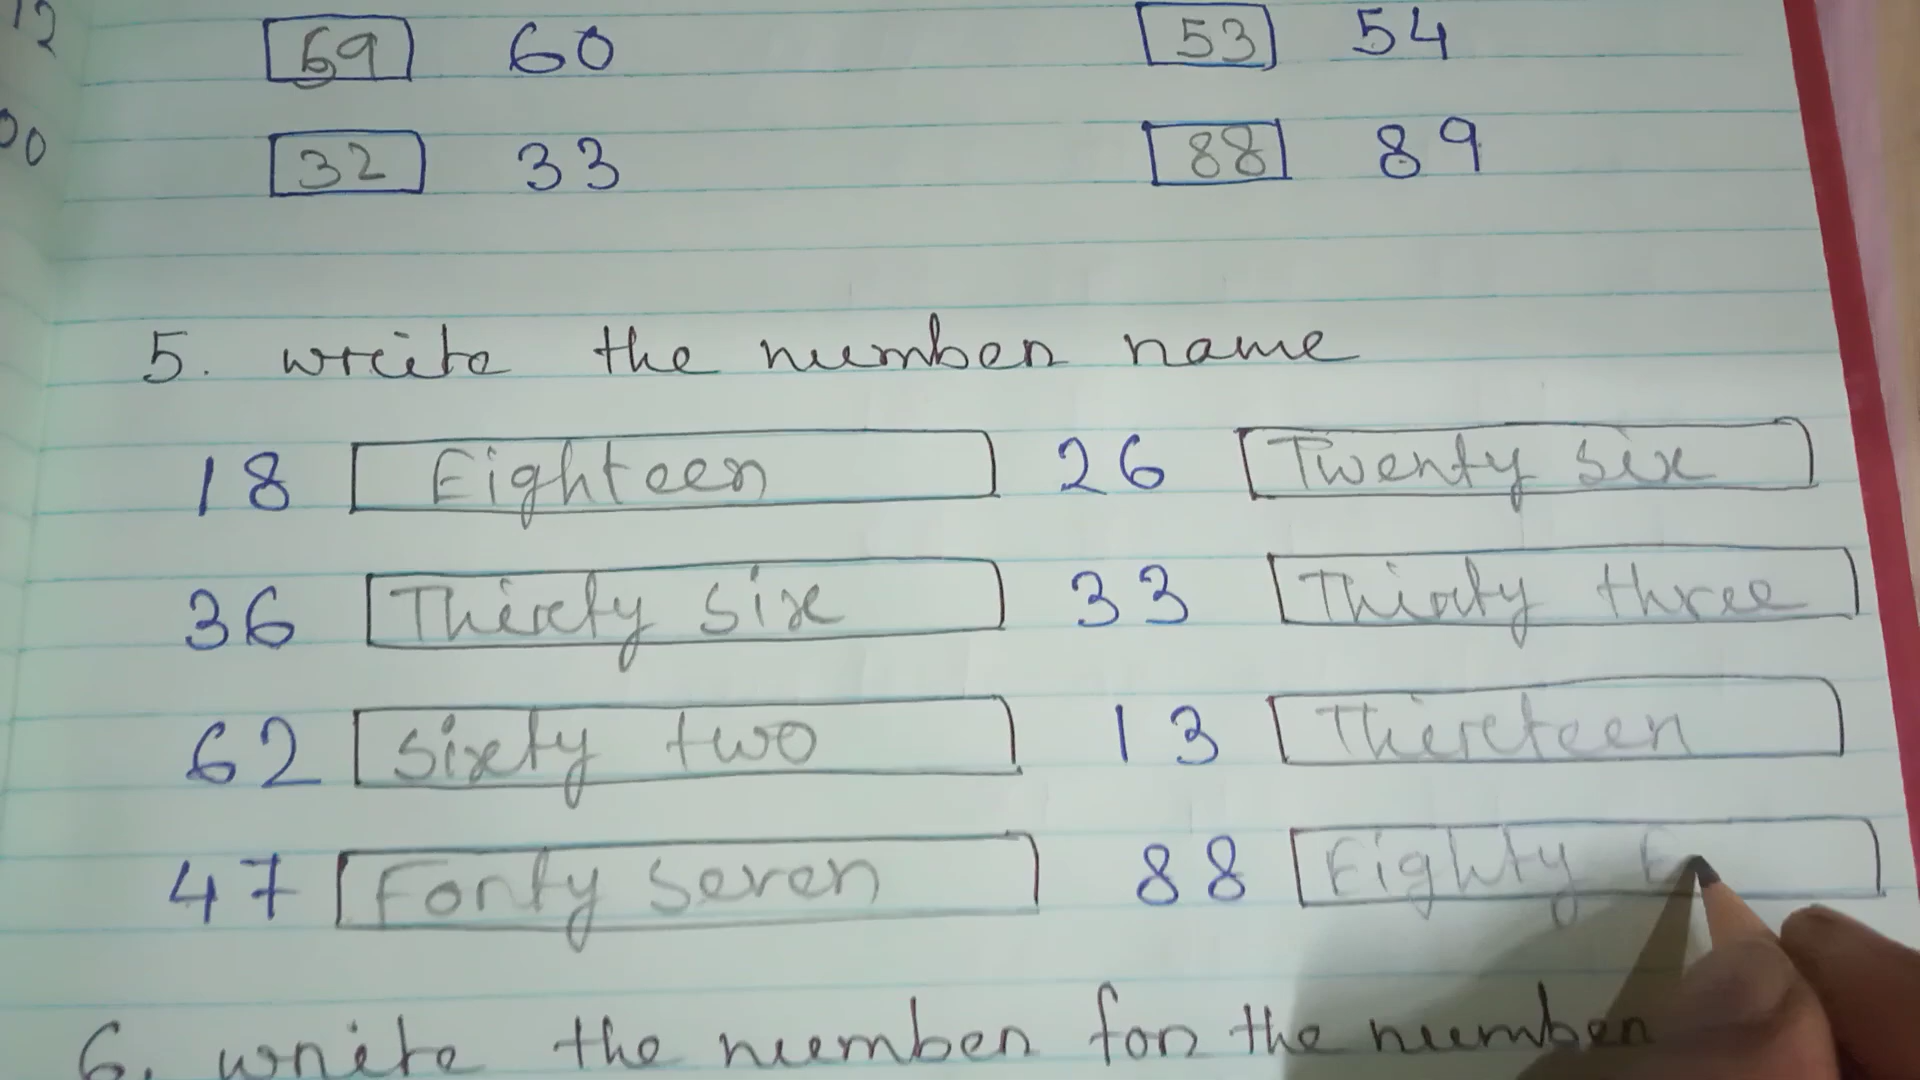 12
59 60 53 54
00
32 33 88 89
5. write the number name
18 Eighteen 26 Twenty six
36 Thirty six 33 Thirty three
62 Sixty two 13 Thirteen
47 Forty seven 88 Eighty E
6. write the number for the number